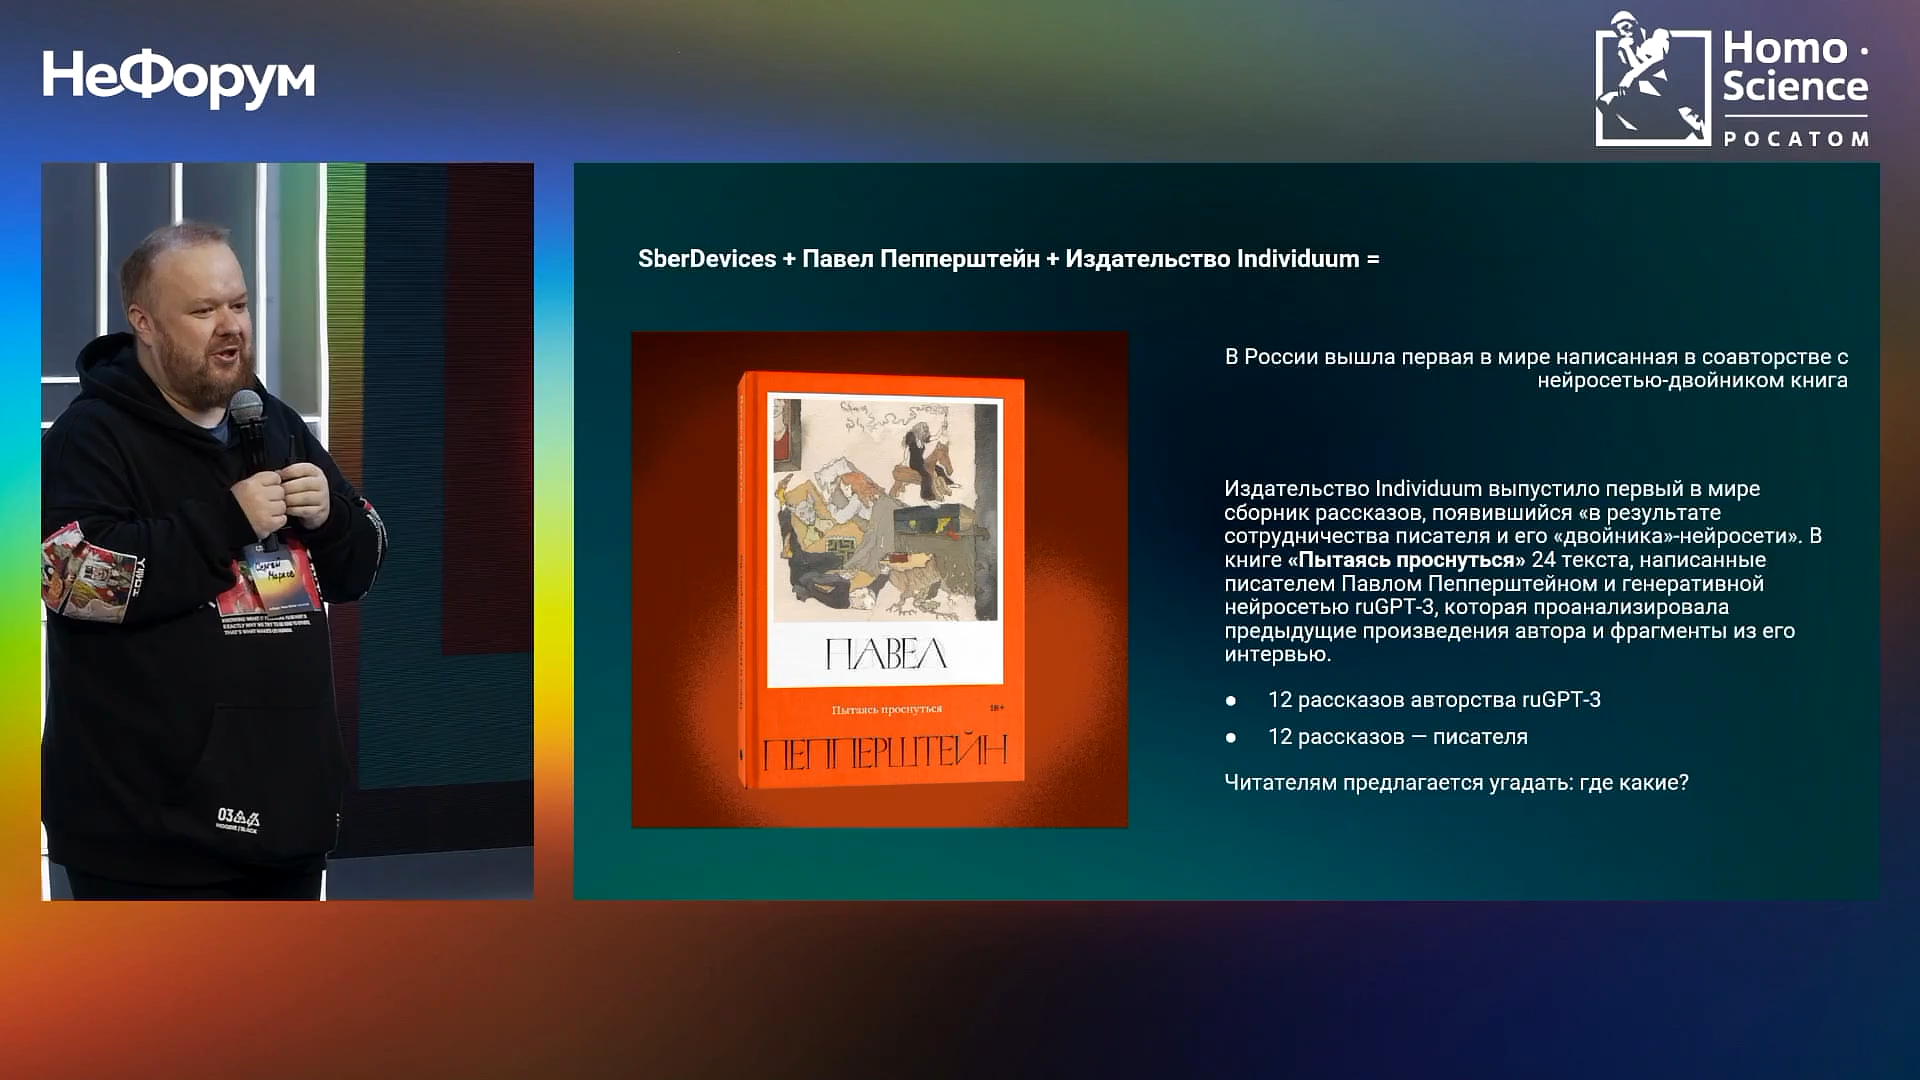 НеФорум
Homo ·
Science
РОСАТОМ
SberDevices + Павел Пепперштейн + Издательство Individuum =
В России вышла первая в мире написанная в соавторстве с
нейросетью-двойником книга
Издательство Individuum выпустило первый в мире
сборник рассказов, появившийся «в результате
сотрудничества писателя и его «двойника»-нейросети». В
книге «Пытаясь проснуться» 24 текста, написанные
писателем Павлом Пепперштейном и генеративной
нейросетью ruGPT-3, которая проанализировала
предыдущие произведения автора и фрагменты из его
интервью.
● 12 рассказов авторства ruGPT-3
● 12 рассказов — писателя
Читателям предлагается угадать: где какие?
ПАВЕЛ
Пытаясь проснуться 18+
ПЕППЕРШТЕЙН
Сергей
Марков
03